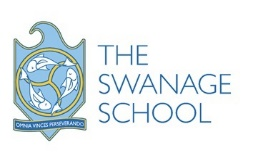 THE
SWANAGE
SCHOOL
OMNIA VINCES PERSEVERANDO